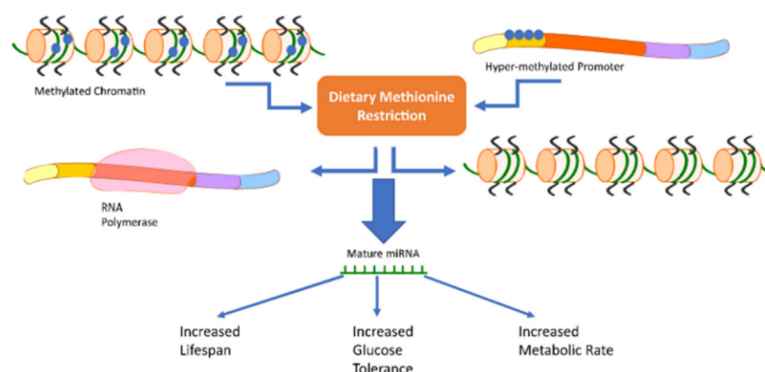 Methylated Chromatin
Hyper-methylated Promoter
Dietary Methionine
Restriction
RNA
Polymerase
Mature miRNA
Increased
Lifespan
Increased
Glucose
Tolerance
Increased
Metabolic Rate